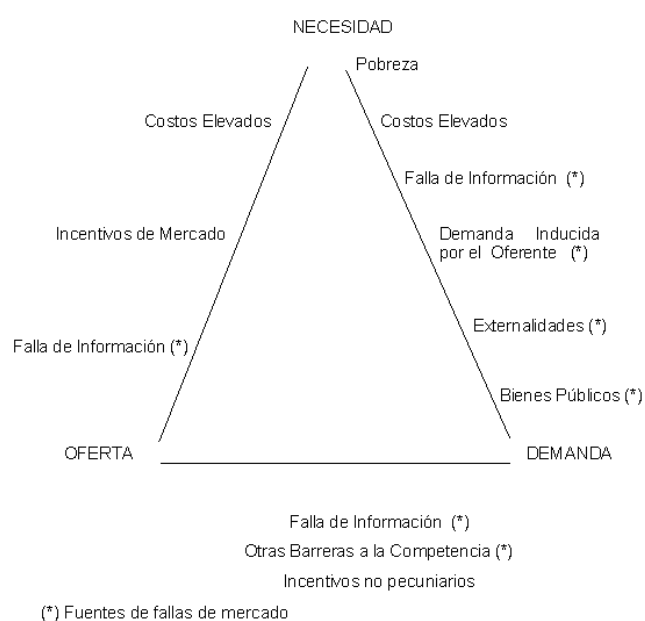 NECESIDAD
Pobreza
Costos Elevados
Costos Elevados
Falla de Información (*)
Incentivos de Mercado
Demanda Inducida
por el Oferente (*)
Externalidades (*)
Falla de Información (*)
Bienes Públicos (*)
OFERTA
DEMANDA
Falla de Información (*)
Otras Barreras a la Competencia (*)
Incentivos no pecuniarios
(*) Fuentes de fallas de mercado